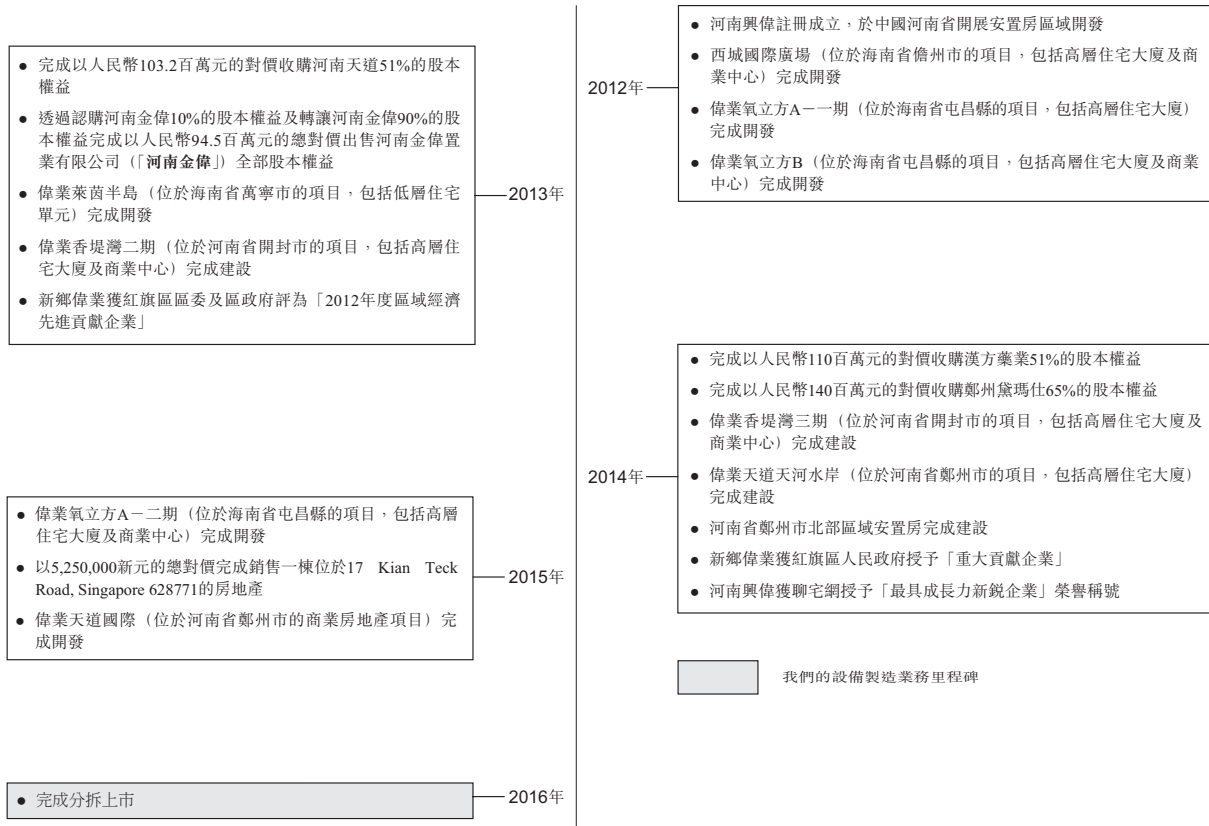 ● 河南興偉註冊成立，於中國河南省開展安置房區域開發
● 西城國際廣場（位於海南省儋州市的項目，包括高層住宅大廈及商
業中心）完成開發
2012年
● 偉業氧立方A－一期（位於海南省屯昌縣的項目，包括高層住宅大廈）
完成開發
● 偉業氧立方B（位於海南省屯昌縣的項目，包括高層住宅大廈及商業
中心）完成開發
● 完成以人民幣103.2百萬元的對價收購河南天道51%的股本
權益
● 透過認購河南金偉10%的股本權益及轉讓河南金偉90%的股
本權益完成以人民幣94.5百萬元的總對價出售河南金偉置
業有限公司（「河南金偉」）全部股本權益
2013年
● 偉業萊茵半島（位於海南省萬寧市的項目，包括低層住宅
單元）完成開發
● 偉業香堤灣二期（位於河南省開封市的項目，包括高層住
宅大廈及商業中心）完成建設
● 新鄉偉業獲紅旗區區委及區政府評為「2012年度區域經濟
先進貢獻企業」
● 完成以人民幣110百萬元的對價收購漢方藥業51%的股本權益
● 完成以人民幣140百萬元的對價收購鄭州黛瑪仕65%的股本權益
● 偉業香堤灣三期（位於河南省開封市的項目，包括高層住宅大廈及
商業中心）完成建設
2014年
● 偉業天道天河水岸（位於河南省鄭州市的項目，包括高層住宅大廈）
完成建設
● 河南省鄭州市北部區域安置房完成建設
● 新鄉偉業獲紅旗區人民政府授予「重大貢獻企業」
● 河南興偉獲聊宅網授予「最具成長力新銳企業」榮譽稱號
● 偉業氧立方A－二期（位於海南省屯昌縣的項目，包括高層
住宅大廈及商業中心）完成開發
● 以5,250,000新元的總對價完成銷售一棟位於17 Kian Teck
Road, Singapore 628771的房地產
2015年
● 偉業天道國際（位於河南省鄭州市的商業房地產項目）完
成開發
我們的設備製造業務里程碑
● 完成分拆上市
2016年